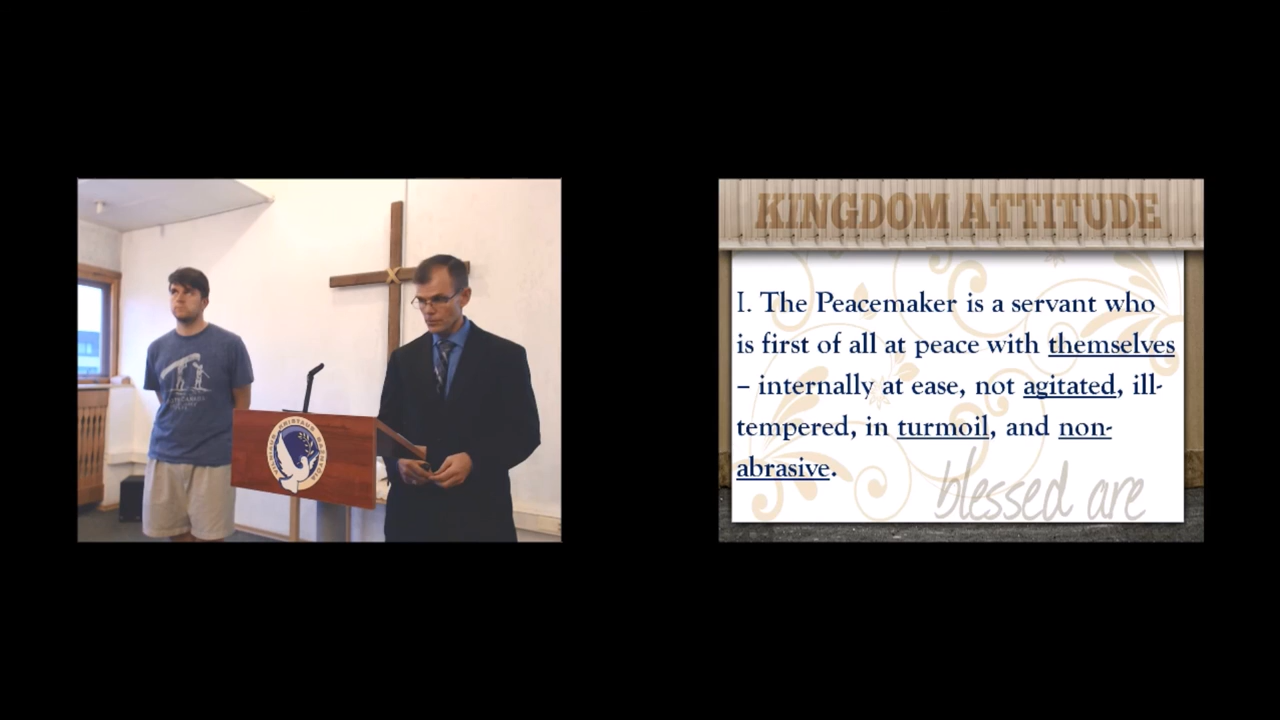 KINGDOM ATTITUDE
I. The Peacemaker is a servant who
is first of all at peace with themselves
– internally at ease, not agitated, ill-
tempered, in turmoil, and non-
abrasive.
blessed are